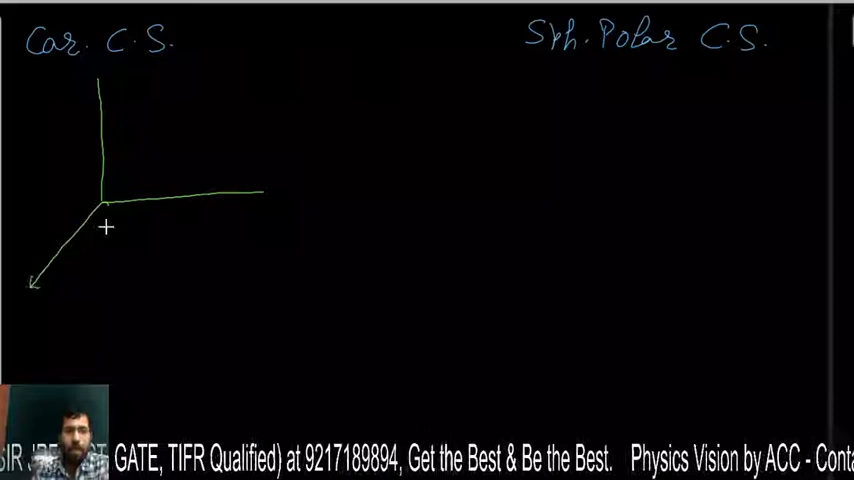 Car. C.S.
Sph. Polar C.S.
GATE, TIFR Qualified) at 9217189894, Get the Best & Be the Best. Physics Vision by ACC - Conta